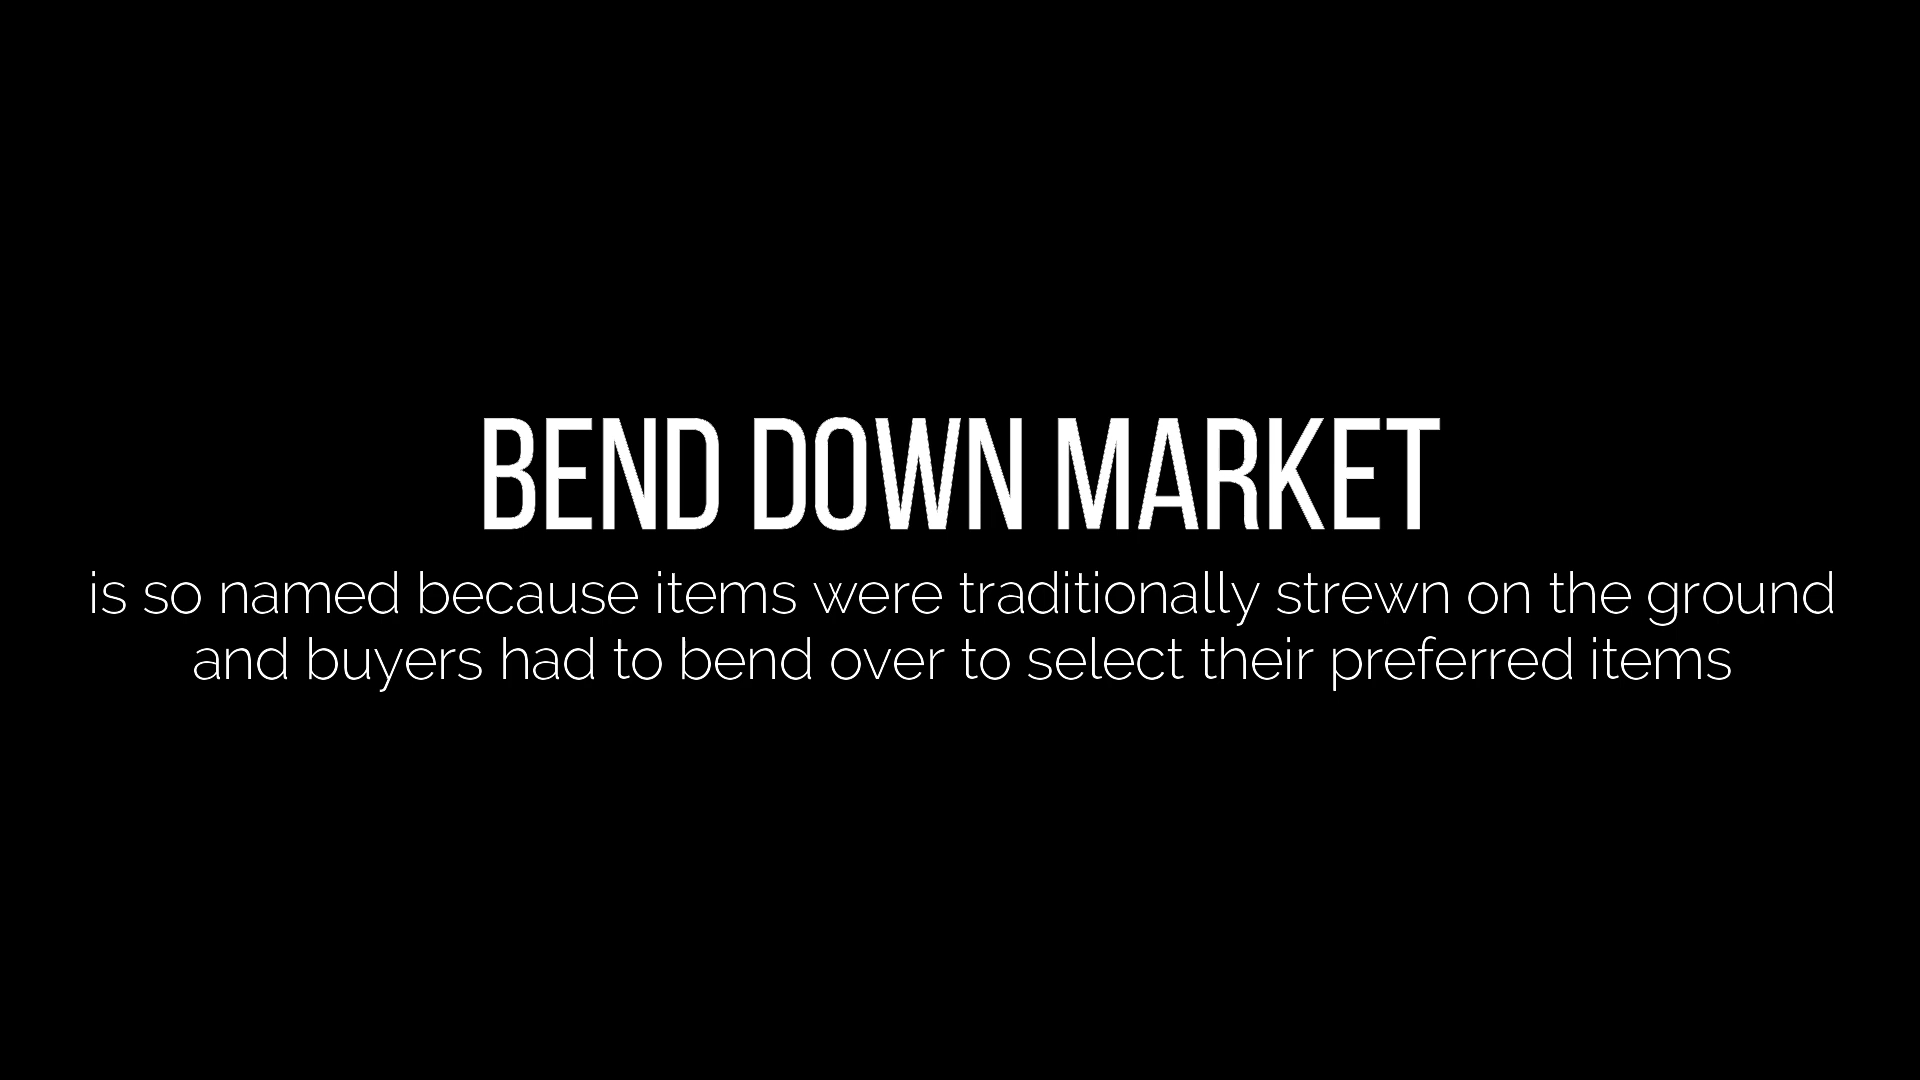 BEND DOWN MARKET
is so named because items were traditionally strewn on the ground
and buyers had to bend over to select their preferred items